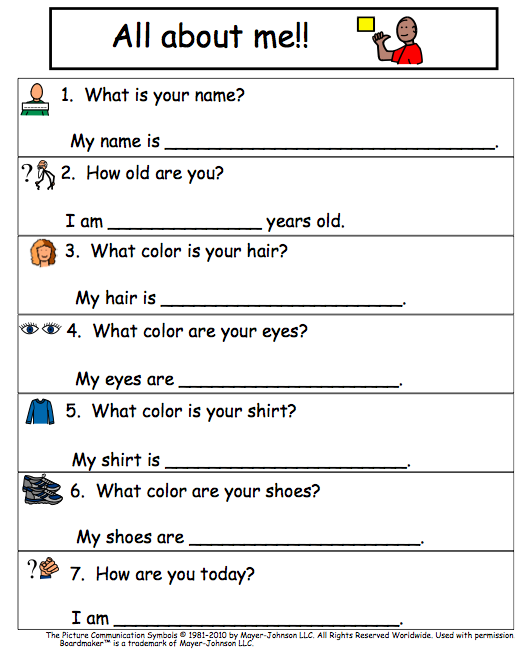 All about me!!
1. What is your name?
My name is ______________________________.
? 2. How old are you?
I am ______________ years old.
3. What color is your hair?
My hair is ______________________.
4. What color are your eyes?
My eyes are ____________________.
5. What color is your shirt?
My shirt is ______________________.
6. What color are your shoes?
My shoes are _____________________.
? 7. How are you today?
I am __________________________.
The Picture Communication Symbols © 1981-2010 by Mayer-Johnson LLC. All Rights Reserved Worldwide. Used with permission.
Boardmaker™ is a trademark of Mayer-Johnson LLC.